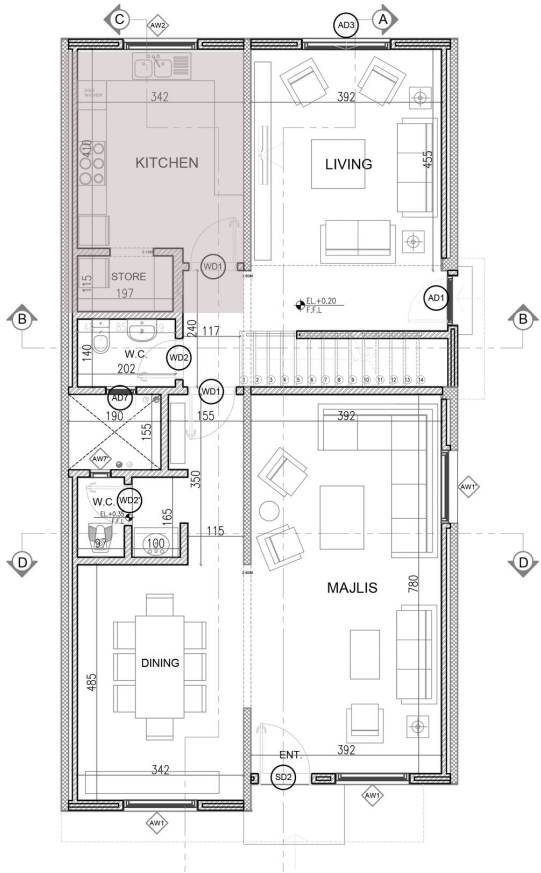 C
AW2
AD3
A
342
392
410
KITCHEN
LIVING
455
STORE
115
197
WD1
EL.+0.20
F.F.L
AD1
B
B
240
117
140
W.C.
202
WD2
1 2 3 4 5 6 7 8 9 10 11 12 13 14
AD7
WD1
190
155
392
155
AW7
350
W.C.
WD2
EL.+0.35
F.F.L
165
97
100
115
AW1
D
D
MAJLIS
780
DINING
485
342
ENT.
392
SD2
AW1
AW1